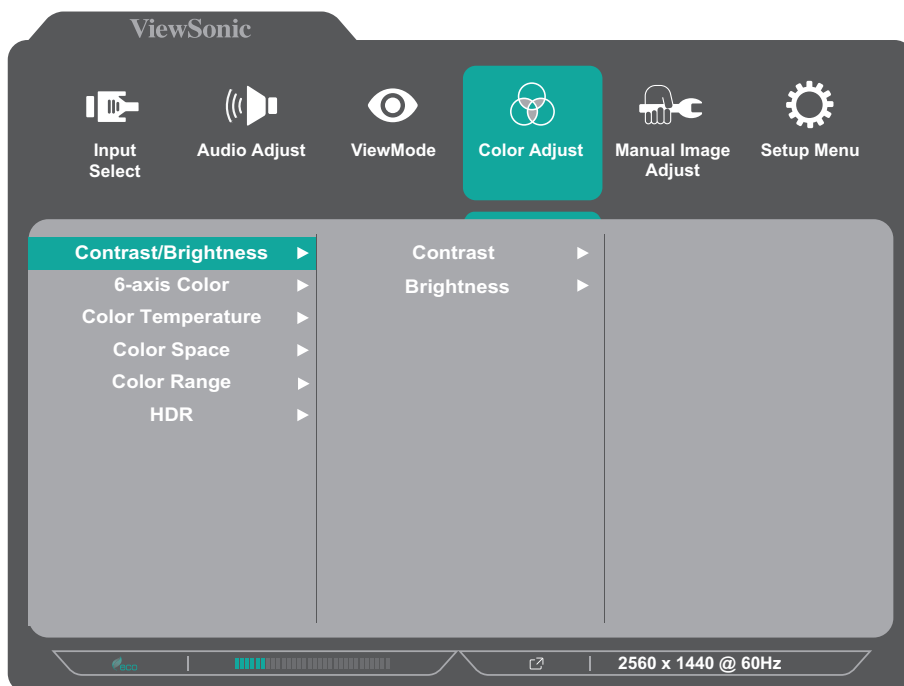 ViewSonic
Input
Select
Audio Adjust
ViewMode
Color Adjust
Manual Image
Adjust
Setup Menu
Contrast/Brightness
6-axis Color
Color Temperature
Color Space
Color Range
HDR
Contrast
Brightness
eco
2560 x 1440 @ 60Hz